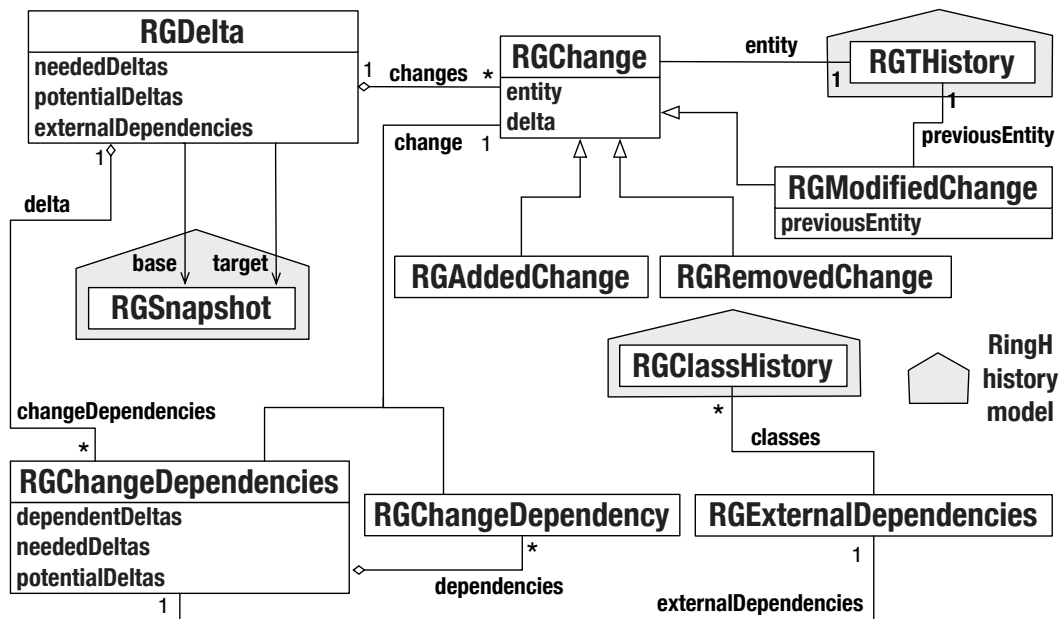 RGDelta
neededDeltas
potentialDeltas
externalDependencies
1
changes
*
RGChange
entity
delta
entity
1
RGTHistory
1
previousEntity
RGModifiedChange
previousEntity
change
1
1
delta
base
target
RGSnapshot
RGAddedChange
RGRemovedChange
RGClassHistory
*
classes
RingH
history
model
changeDependencies
*
RGChangeDependencies
dependentDeltas
neededDeltas
potentialDeltas
1
RGChangeDependency
*
dependencies
RGExternalDependencies
1
externalDependencies